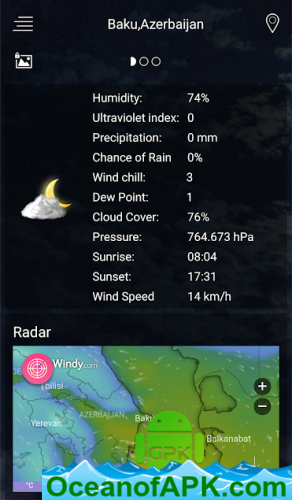 Baku,Azerbaijan
Humidity: 74%
Ultraviolet index: 0
Precipitation: 0 mm
Chance of Rain 0%
Wind chill: 3
Dew Point: 1
Cloud Cover: 76%
Pressure: 764.673 hPa
Sunrise: 08:04
Sunset: 17:31
Wind Speed 14 km/h
Radar
Windy.com
Tbilisi
AZERBAIJAN
Yerevan
Baku
Balkanabat
GPK
°C
OceanofAPK.com